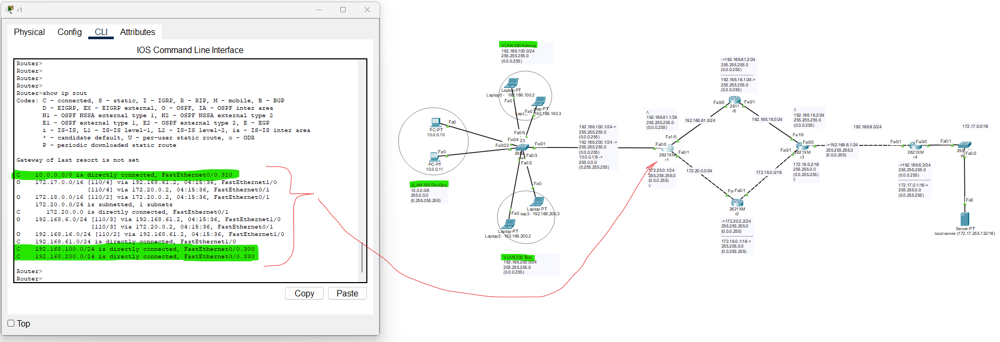 r1
Physical Config CLI Attributes
IOS Command Line Interface
Router>
Router>
Router>
Router>
Router>show ip rout
Codes: C - connected, S - static, I - IGRP, R - RIP, M - mobile, B - BGP
D - EIGRP, EX - EIGRP external, O - OSPF, IA - OSPF inter area
N1 - OSPF NSSA external type 1, N2 - OSPF NSSA external type 2
E1 - OSPF external type 1, E2 - OSPF external type 2, E - EGP
i - IS-IS, L1 - IS-IS level-1, L2 - IS-IS level-2, ia - IS-IS inter area
* - candidate default, U - per-user static route, o - ODR
P - periodic downloaded static route
Gateway of last resort is not set
C 10.0.0.0/8 is directly connected, FastEthernet0/0.320
O 172.17.0.0/16 [110/4] via 192.168.61.2, 04:15:36, FastEthernet1/0
[110/4] via 172.20.0.2, 04:15:36, FastEthernet0/1
O 172.18.0.0/16 [110/2] via 172.20.0.2, 04:15:36, FastEthernet0/1
172.20.0.0/24 is subnetted, 1 subnets
C 172.20.0.0 is directly connected, FastEthernet0/1
O 192.168.6.0/24 [110/3] via 192.168.61.2, 04:15:36, FastEthernet1/0
[110/3] via 172.20.0.2, 04:15:36, FastEthernet0/1
O 192.168.16.0/24 [110/2] via 192.168.61.2, 04:15:36, FastEthernet1/0
C 192.168.61.0/24 is directly connected, FastEthernet1/0
C 192.168.100.0/24 is directly connected, FastEthernet0/0.300
C 192.168.200.0/24 is directly connected, FastEthernet0/0.330
Router>
Router>
Copy Paste
Top
VLAN 300 Admins
192.168.100.0/24
255.255.255.0
(0.0.0.255)
Laptop-PT
Laptop0 - 192.168.100.2
Fa0
ptop-PT
Fa0
192.168.100.3
Fa0
PC-PT
10.0.0.10
Fa0
PC-PT
10.0.0.11
VLAN 320 DevOps
10.0.0.0/8
255.0.0.0
(0.255.255.255)
Fa0/5
Fa0/4
23
Fa0/22
Fa0/1
Fa0/3
Fa0/2
Fa0
Laptop-PT
top3 - 192.168.200.3
Fa0
Laptop-PT
Laptop2 - 192.168.200.2
VLAN 330 Test
192.168.200.0/24
255.255.255.0
(0.0.0.255)
192.168.100.1/24->
255.255.255.0
(0.0.0.255)
192.168.200.1/24 ->
255.255.255.0
(0.0.0.255)
10.0.0.1/8 ->
255.0.0.0
(0.255.255.255)
/\
192.168.61.1/24
255.255.255.0
(0.0.0.255)
Fa1/0
Fa0/0
Fa0/1
2621XM
r1
172.20.0.1/24
255.255.255.0
(0.0.0.255)
\/
192.168.61.0/24
172.20.0.0/24
->192.168.61.2/24
255.255.255.0
(0.0.0.255)
192.168.16.1/24->
255.255.255.0
(0.0.0.255)
Fa0/0
Fa0/1
2811
r5
192.168.16.0/24
172.18.0.0/16
Fa0/1
2621XM
r2
->172.20.0.2/24
255.255.255.0
(0.0.0.255)
172.18.0.1/16->
255.255.0.0
(0.0.255.255)
/\
192.168.16.2/24
255.255.255.0
(0.0.0.255)
Fa1/0
Fa0/0
Fa0/1
2621XM
r3
172.18.0.2/16
255.255.0.0
(0.0.255.255)
\/
->192.168.6.1/24
255.255.255.0
(0.0.0.255)
192.168.6.0/24
Fa0/1
Fa0/0
2621XM
r4
->192.168.6.2/24
255.255.255.0
(0.0.0.255)
172.17.0.1/16->
255.255.0.0
(0.0.255.255)
172.17.0.0/16
Fa0/1
Fa0/2
Fa0
Server-PT
local server (172.17.255.132/16)